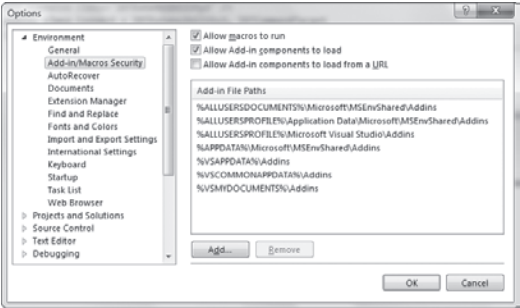 Options
Environment
General
Add-in/Macros Security
AutoRecover
Documents
Extension Manager
Find and Replace
Fonts and Colors
Import and Export Settings
International Settings
Keyboard
Startup
Task List
Web Browser
Projects and Solutions
Source Control
Text Editor
Debugging
Allow macros to run
Allow Add-in components to load
Allow Add-in components to load from a URL
Add-in File Paths
%ALLUSERSDOCUMENTS%\Microsoft\MSEnvShared\Addins
%ALLUSERSPROFILE%\Application Data\Microsoft\MSEnvShared\Addins
%ALLUSERSPROFILE%\Microsoft Visual Studio\Addins
%APPDATA%\Microsoft\MSEnvShared\Addins
%VSAPPDATA%\Addins
%VSCOMMONAPPDATA%\Addins
%VSMYDOCUMENTS%\Addins
Add...
Remove
OK
Cancel